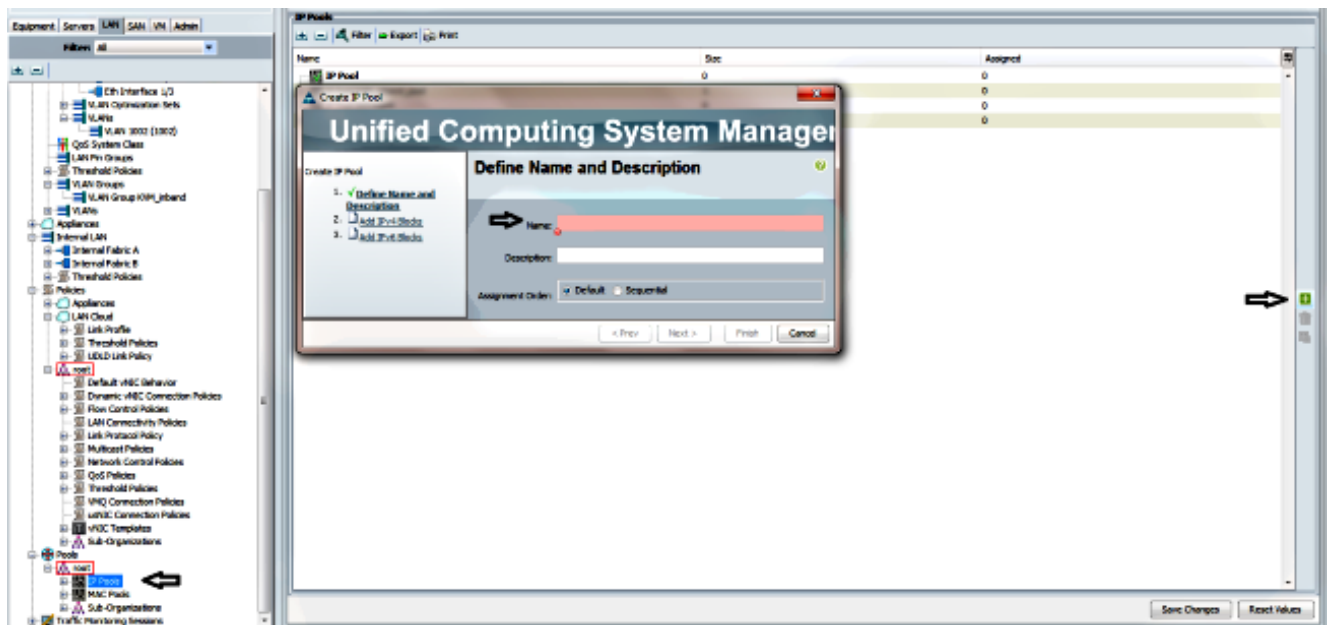 Equipment Servers LAN SAN VM Admin
Filter: All
Eth Interface 1/3
VLAN Optimization Sets
VLANs
VLAN 1002 (1002)
QoS System Class
LAN Pin Groups
Threshold Policies
VLAN Groups
VLAN Group KVM_inband
VLANs
Appliances
Internal LAN
Internal Fabric A
Internal Fabric B
Threshold Policies
Policies
Appliances
LAN Cloud
Link Profile
Threshold Policies
UDLD Link Policy
root
Default vNIC Behavior
Dynamic vNIC Connection Policies
Flow Control Policies
LAN Connectivity Policies
Link Protocol Policy
Multicast Policies
Network Control Policies
QoS Policies
Threshold Policies
VMQ Connection Policies
usNIC Connection Policies
vNIC Templates
Sub-Organizations
Pools
root
IP Pools
MAC Pools
Sub-Organizations
Traffic Monitoring Sessions
IP Pools
Filter Export Print
Name Size Assigned
IP Pool 0 0
0
0
0
Create IP Pool
Unified Computing System Manager
Create IP Pool
1. √Define Name and Description
2. Add IPv4 Blocks
3. Add IPv6 Blocks
Define Name and Description
Name:
Description:
Assignment Order: Default Sequential
< Prev Next > Finish Cancel
Save Changes Reset Values